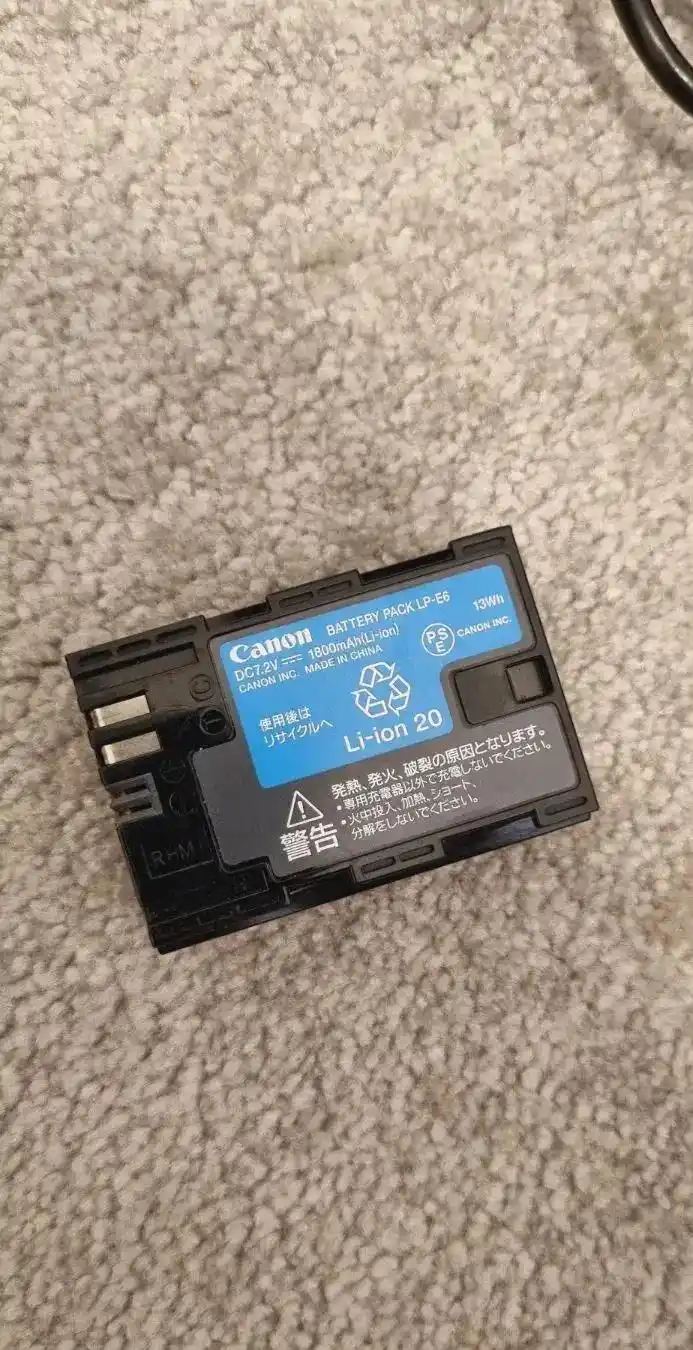 Canon BATTERY PACK LP-E6 13Wh
DC7.2V ⎓ 1800mAh(Li-ion)
CANON INC. MADE IN CHINA
PS
E
CANON INC.
使用後は
リサイクルへ
Li-ion 20
警告
発熱、発火、破裂の原因となります。
・専用充電器以外で充電しないでください。
・火中投入、加熱、ショート、
分解をしないでください。